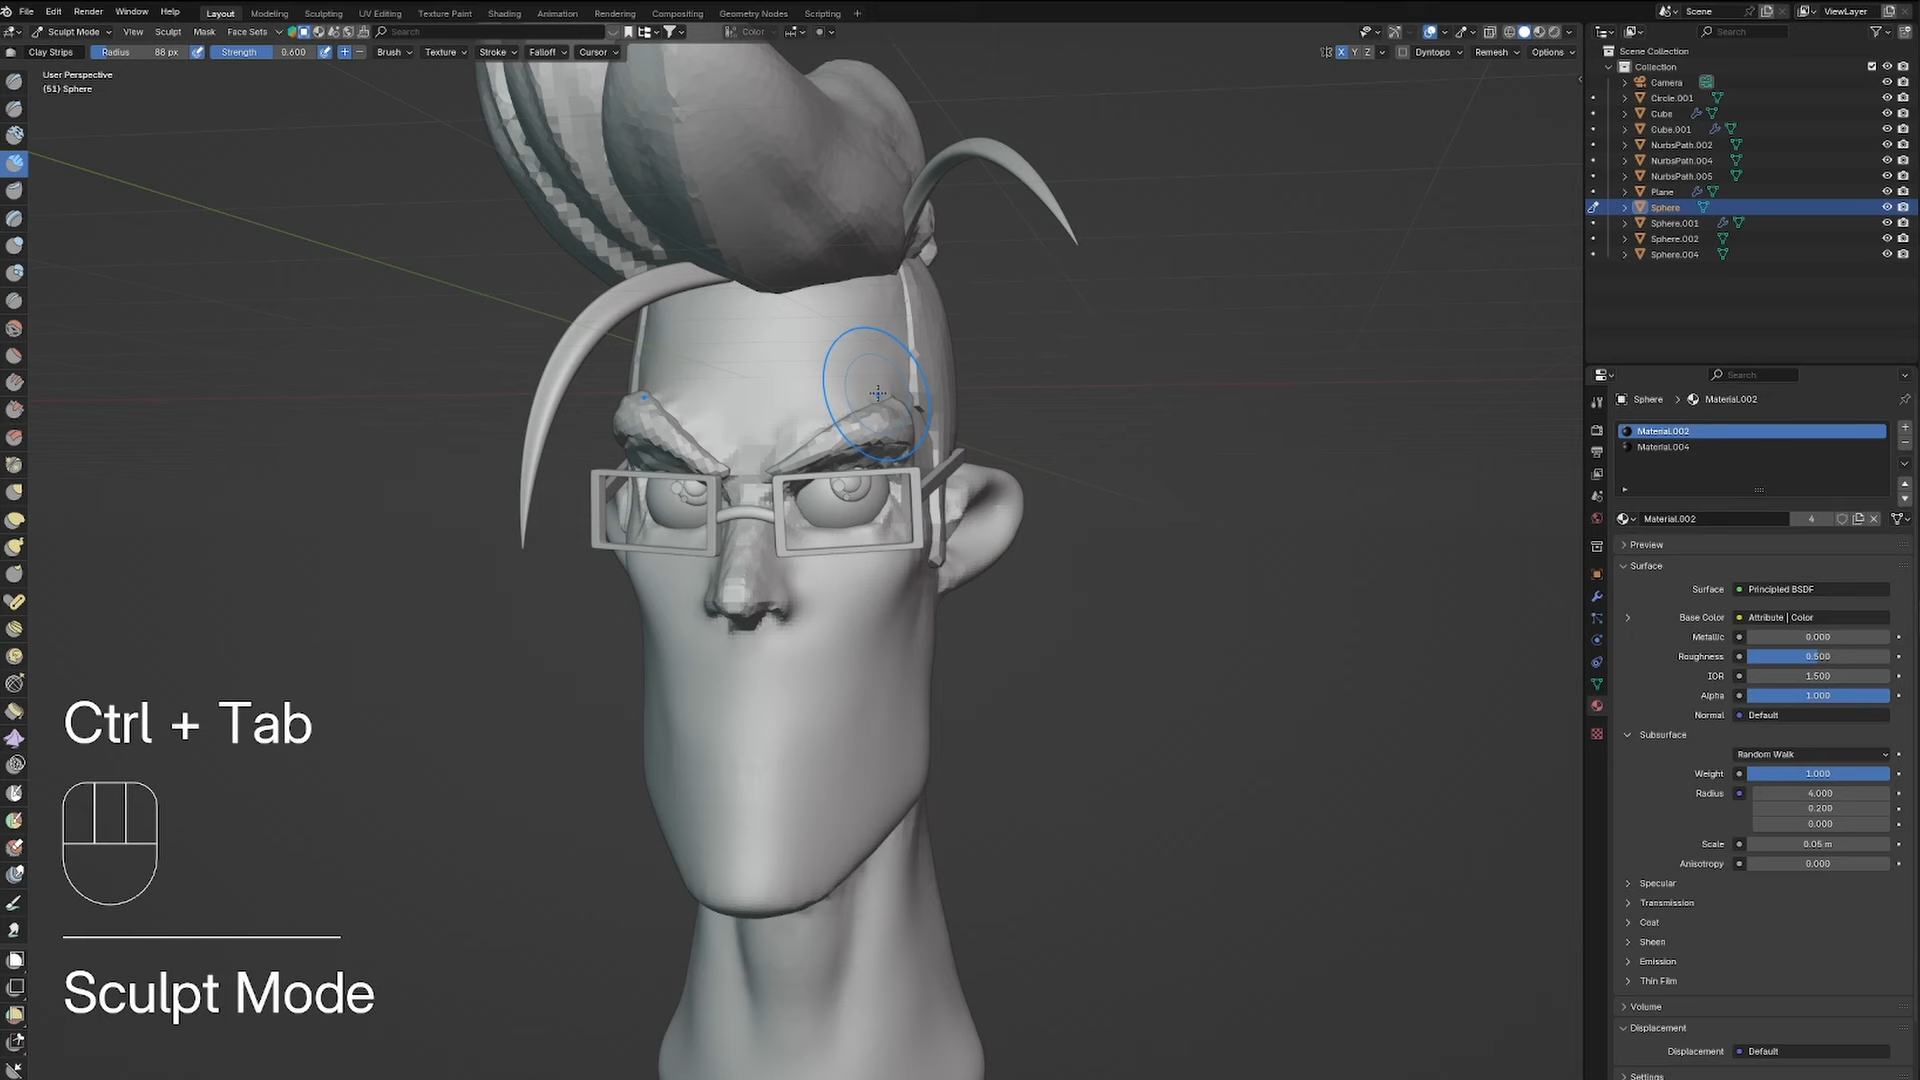 File Edit Render Window Help Layout Modeling Sculpting UV Editing Texture Paint Shading Animation Rendering Compositing Geometry Nodes Scripting + Scene ViewLayer
Sculpt Mode View Sculpt Mask Face Sets Search Color Search
Clay Strips Radius 88 px Strength 0.600 Brush Texture Stroke Falloff Cursor X Y Z Dyntopo Remesh Options
User Perspective
(51) Sphere
Scene Collection
Collection
Camera
Circle.001
Cube
Cube.001
NurbsPath.002
NurbsPath.004
NurbsPath.005
Plane
Sphere
Sphere.001
Sphere.002
Sphere.004
Search
Sphere > Material.002
Material.002
Material.004
Material.002 4
Preview
Surface
Surface Principled BSDF
Base Color Attribute | Color
Metallic 0.000
Roughness 0.500
IOR 1.500
Alpha 1.000
Normal Default
Subsurface
Random Walk
Weight 1.000
Radius 4.000
0.200
0.000
Scale 0.05 m
Anisotropy 0.000
Specular
Transmission
Coat
Sheen
Emission
Thin Film
Volume
Displacement
Displacement Default
Settings
Ctrl + Tab
Sculpt Mode